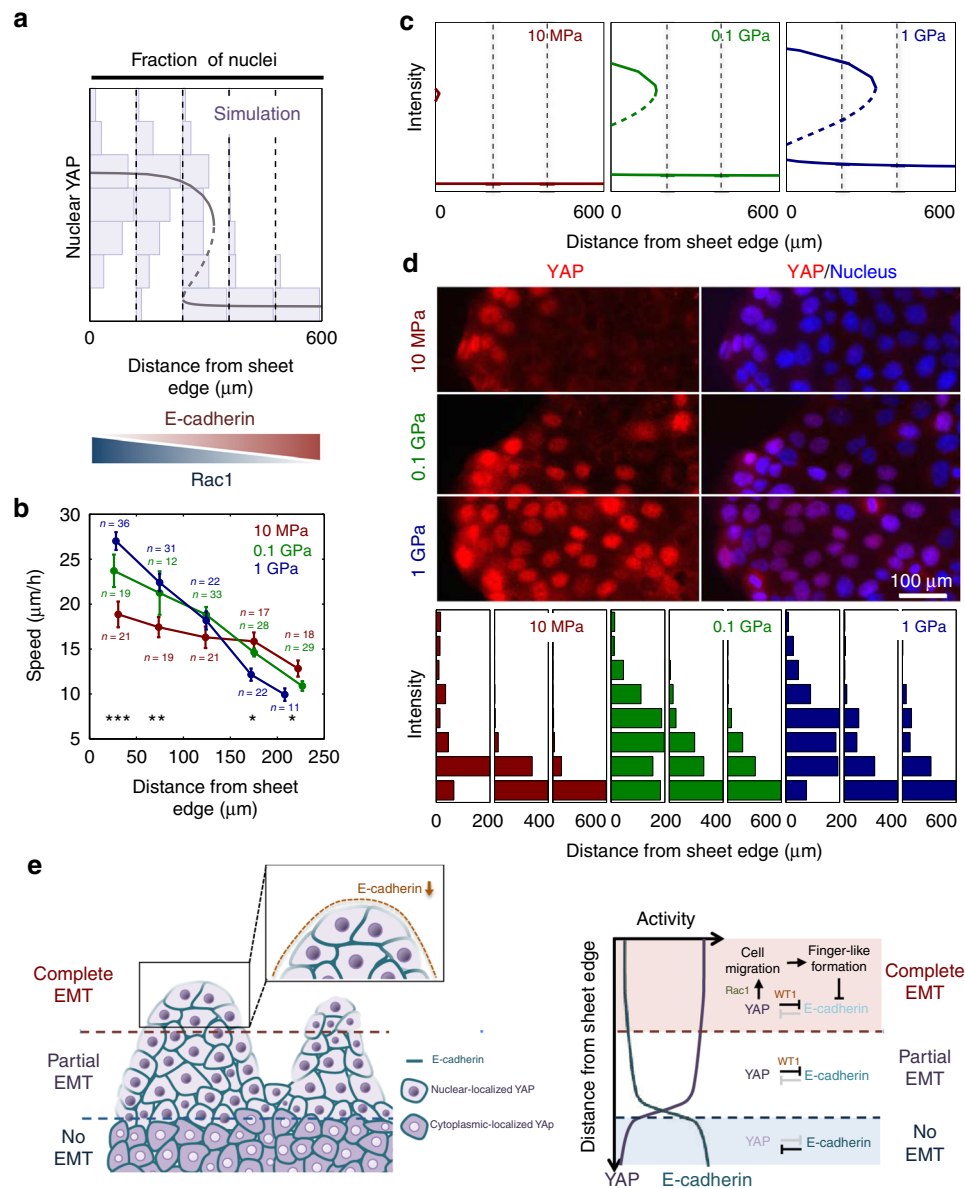 a
Fraction of nuclei
Simulation
Nuclear YAP
0
600
Distance from sheet
edge (μm)
E-cadherin
Rac1
b
30
25
20
15
10
5
Speed (μm/h)
n = 36
n = 31
n = 12
n = 22
n = 33
n = 19
n = 21
n = 19
n = 21
n = 17
n = 28
n = 22
n = 18
n = 29
n = 11
10 MPa
0.1 GPa
1 GPa
***
**
*
*
0
50
100
150
200
250
Distance from sheet
edge (μm)
c
10 MPa
0.1 GPa
1 GPa
Intensity
0
600
0
600
0
600
Distance from sheet edge (μm)
d
YAP
YAP/Nucleus
10 MPa
0.1 GPa
1 GPa
100 μm
10 MPa
0.1 GPa
1 GPa
Intensity
0
200
400
600
0
200
400
600
0
200
400
600
Distance from sheet edge (μm)
e
E-cadherin
Complete
EMT
Partial
EMT
No
EMT
E-cadherin
Nuclear-localized YAP
Cytoplasmic-localized YAp
Activity
Distance from sheet edge
Cell
migration
Finger-like
formation
Rac1
WT1
YAP
E-cadherin
Complete
EMT
WT1
YAP
E-cadherin
Partial
EMT
YAP
E-cadherin
No
EMT
YAP
E-cadherin